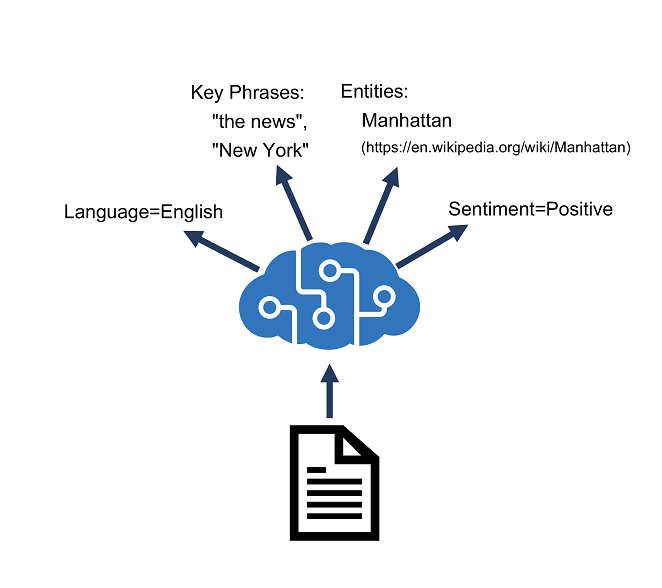 Key Phrases:
"the news",
"New York"
Entities:
Manhattan
(https://en.wikipedia.org/wiki/Manhattan)
Language=English
Sentiment=Positive